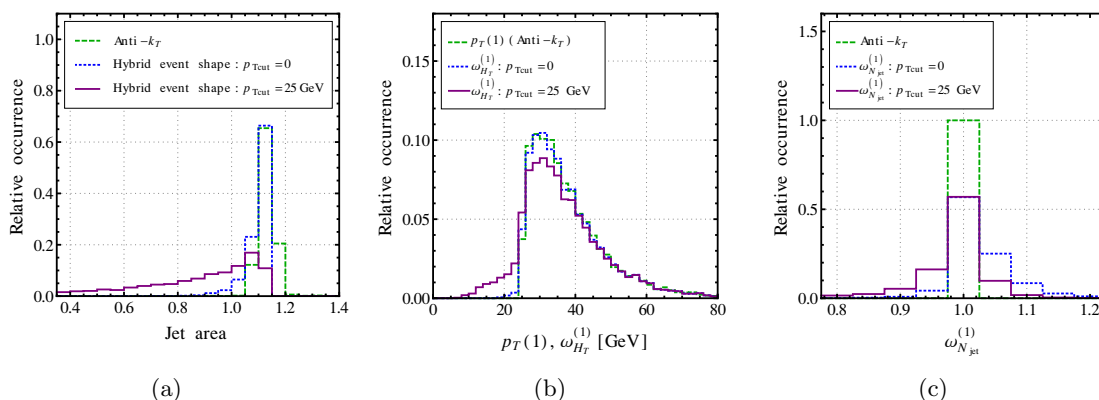 1.0
0.8
0.6
0.4
0.2
0.0
Relative occurrence
Anti−k_T
Hybrid event shape : p_Tcut = 0
Hybrid event shape : p_Tcut = 25 GeV
0.4 0.6 0.8 1.0 1.2 1.4
Jet area
(a)
0.15
0.10
0.05
0.00
Relative occurrence
p_T(1) (Anti−k_T)
ω_{H_T}^{(1)} : p_Tcut = 0
ω_{H_T}^{(1)} : p_Tcut = 25 GeV
0 20 40 60 80
p_T(1), ω_{H_T}^{(1)} [GeV]
(b)
1.5
1.0
0.5
0.0
Relative occurrence
Anti−k_T
ω_{N_jet}^{(1)} : p_Tcut = 0
ω_{N_jet}^{(1)} : p_Tcut = 25 GeV
0.8 0.9 1.0 1.1 1.2
ω_{N_jet}^{(1)}
(c)